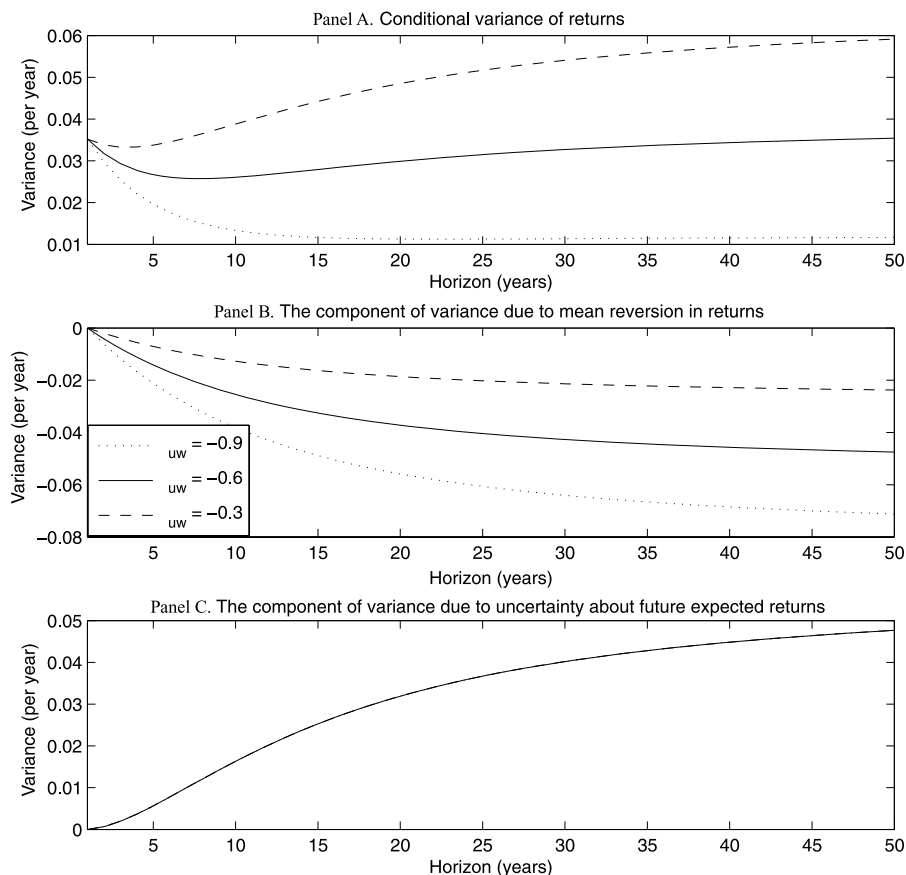 Panel A. Conditional variance of returns
0.06
0.05
0.04
0.03
0.02
0.01
Variance (per year)
5 10 15 20 25 30 35 40 45 50
Horizon (years)
Panel B. The component of variance due to mean reversion in returns
0
−0.02
−0.04
−0.06
−0.08
Variance (per year)
uw = −0.9
uw = −0.6
uw = −0.3
5 10 15 20 25 30 35 40 45 50
Horizon (years)
Panel C. The component of variance due to uncertainty about future expected returns
0.05
0.04
0.03
0.02
0.01
0
Variance (per year)
5 10 15 20 25 30 35 40 45 50
Horizon (years)